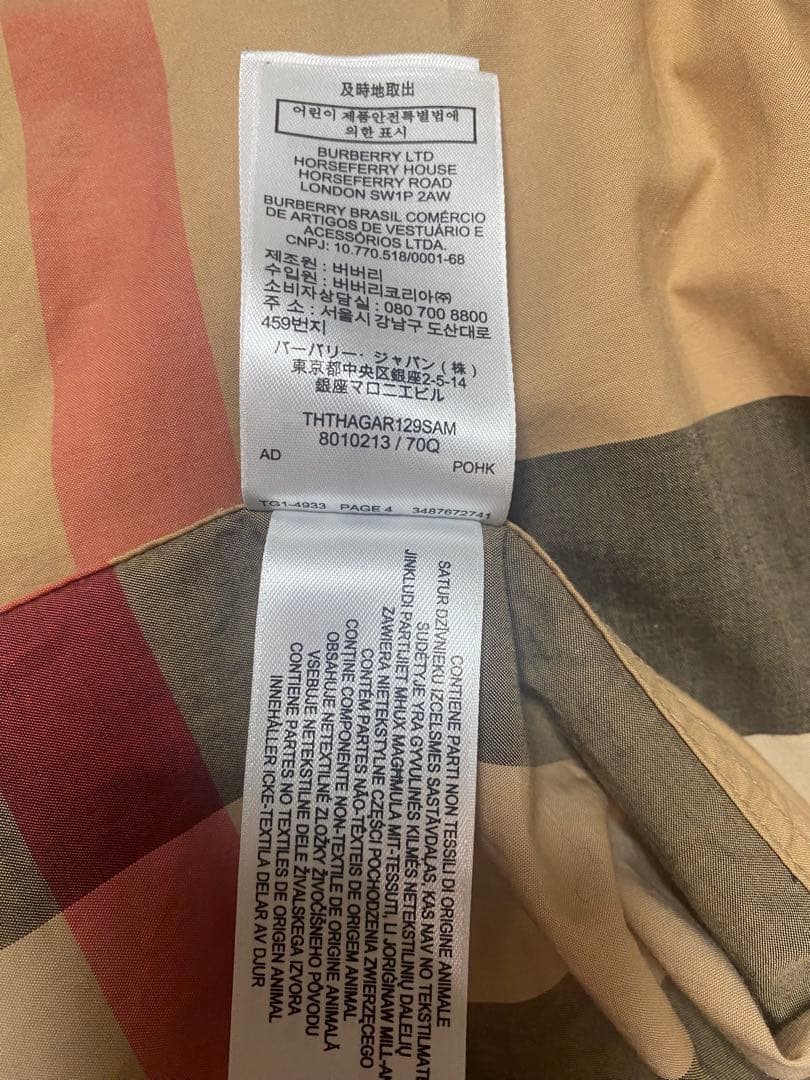 及時地取出
어린이 제품안전특별법에
의한 표시
BURBERRY LTD
HORSEFERRY HOUSE
HORSEFERRY ROAD
LONDON SW1P 2AW
BURBERRY BRASIL COMÉRCIO
DE ARTIGOS DE VESTUÁRIO E
ACESSÓRIOS LTDA.
CNPJ: 10.770.518/0001-68
제조원 : 버버리
수입원 : 버버리코리아㈜
소비자상담실 : 080 700 8800
주 소 : 서울시 강남구 도산대로
459번지
バーバリー・ジャパン(株)
東京都中央区銀座2-5-14
銀座マロニエビル
THTHAGAR129SAM
8010213 / 70Q
AD
POHK
TG1-4933 PAGE 4 3487672741
CONTIENE PARTI NON TESSILI DI ORIGINE ANIMALE
SATUR DZĪVNIEKU IZCELSMES SASTĀVDAĻAS, KAS NAV NO TEKSTILMATE
SUDĖTYJE YRA GYVULINĖS KILMĖS NETEKSTILINIŲ DALELIŲ
JINKLUDI PARTIJIET MHUX MAGĦMULA MIT-TESSUTI, LI JORIĠINAW MILL-A
ZAWIERA NIETEKSTYLNE CZĘŚCI POCHODZENIA ZWIERZĘCEGO
CONTÉM PARTES NÃO-TÊXTEIS DE ORIGEM ANIMAL
CONTINE COMPONENTE NON-TEXTILE DE ORIGINE ANIMALĂ
OBSAHUJE NETEXTILNÉ ZLOŽKY ŽIVOČÍŠNEHO PÔVODU
VSEBUJE NETEKSTILNE DELE ŽIVALSKEGA IZVORA
CONTIENE PARTES NO TEXTILES DE ORIGEN ANIMAL
INNEHÅLLER ICKE-TEXTILA DELAR AV DJUR